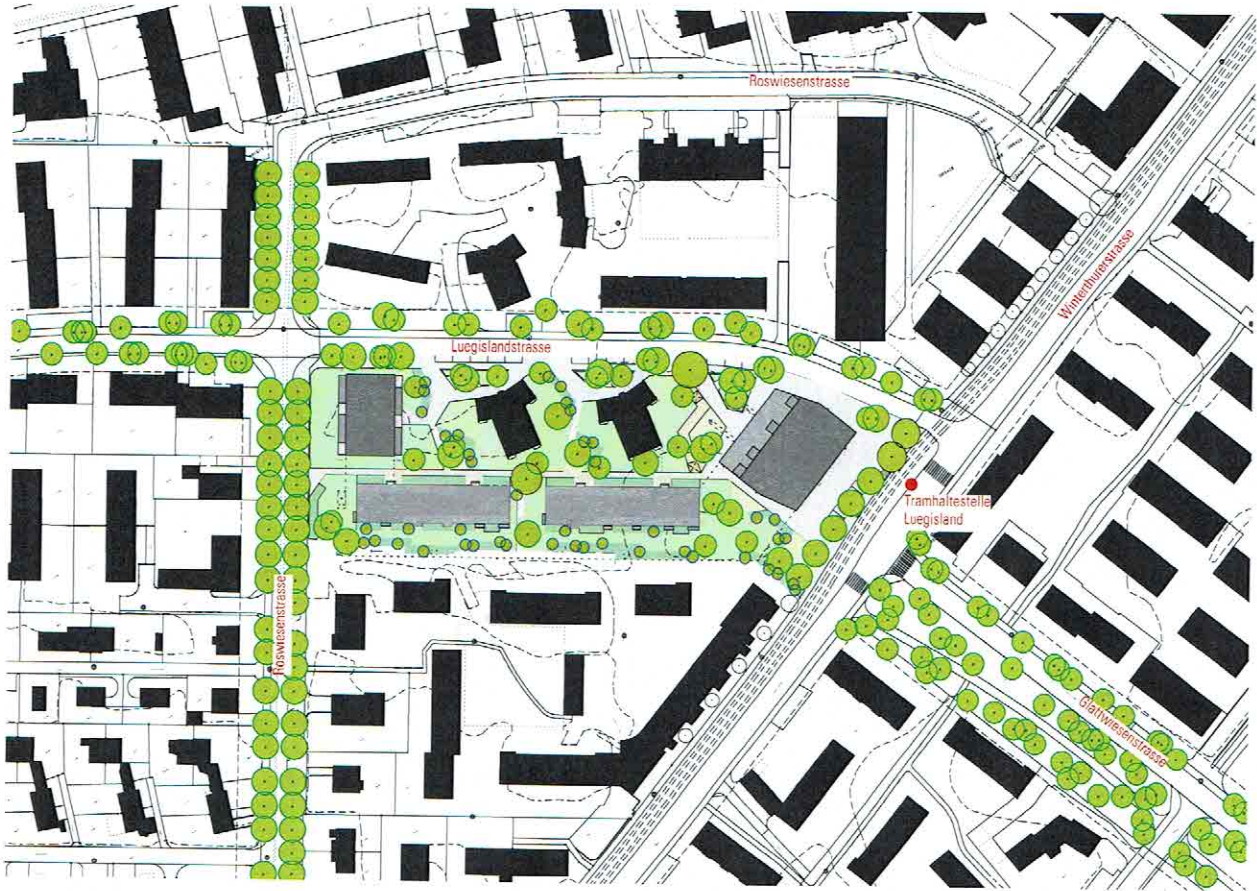 Roswiesenstrasse
Winterthurerstrasse
Luegislandstrasse
Tramhaltestelle
Luegisland
Roswiesenstrasse
Glattwiesenstrasse